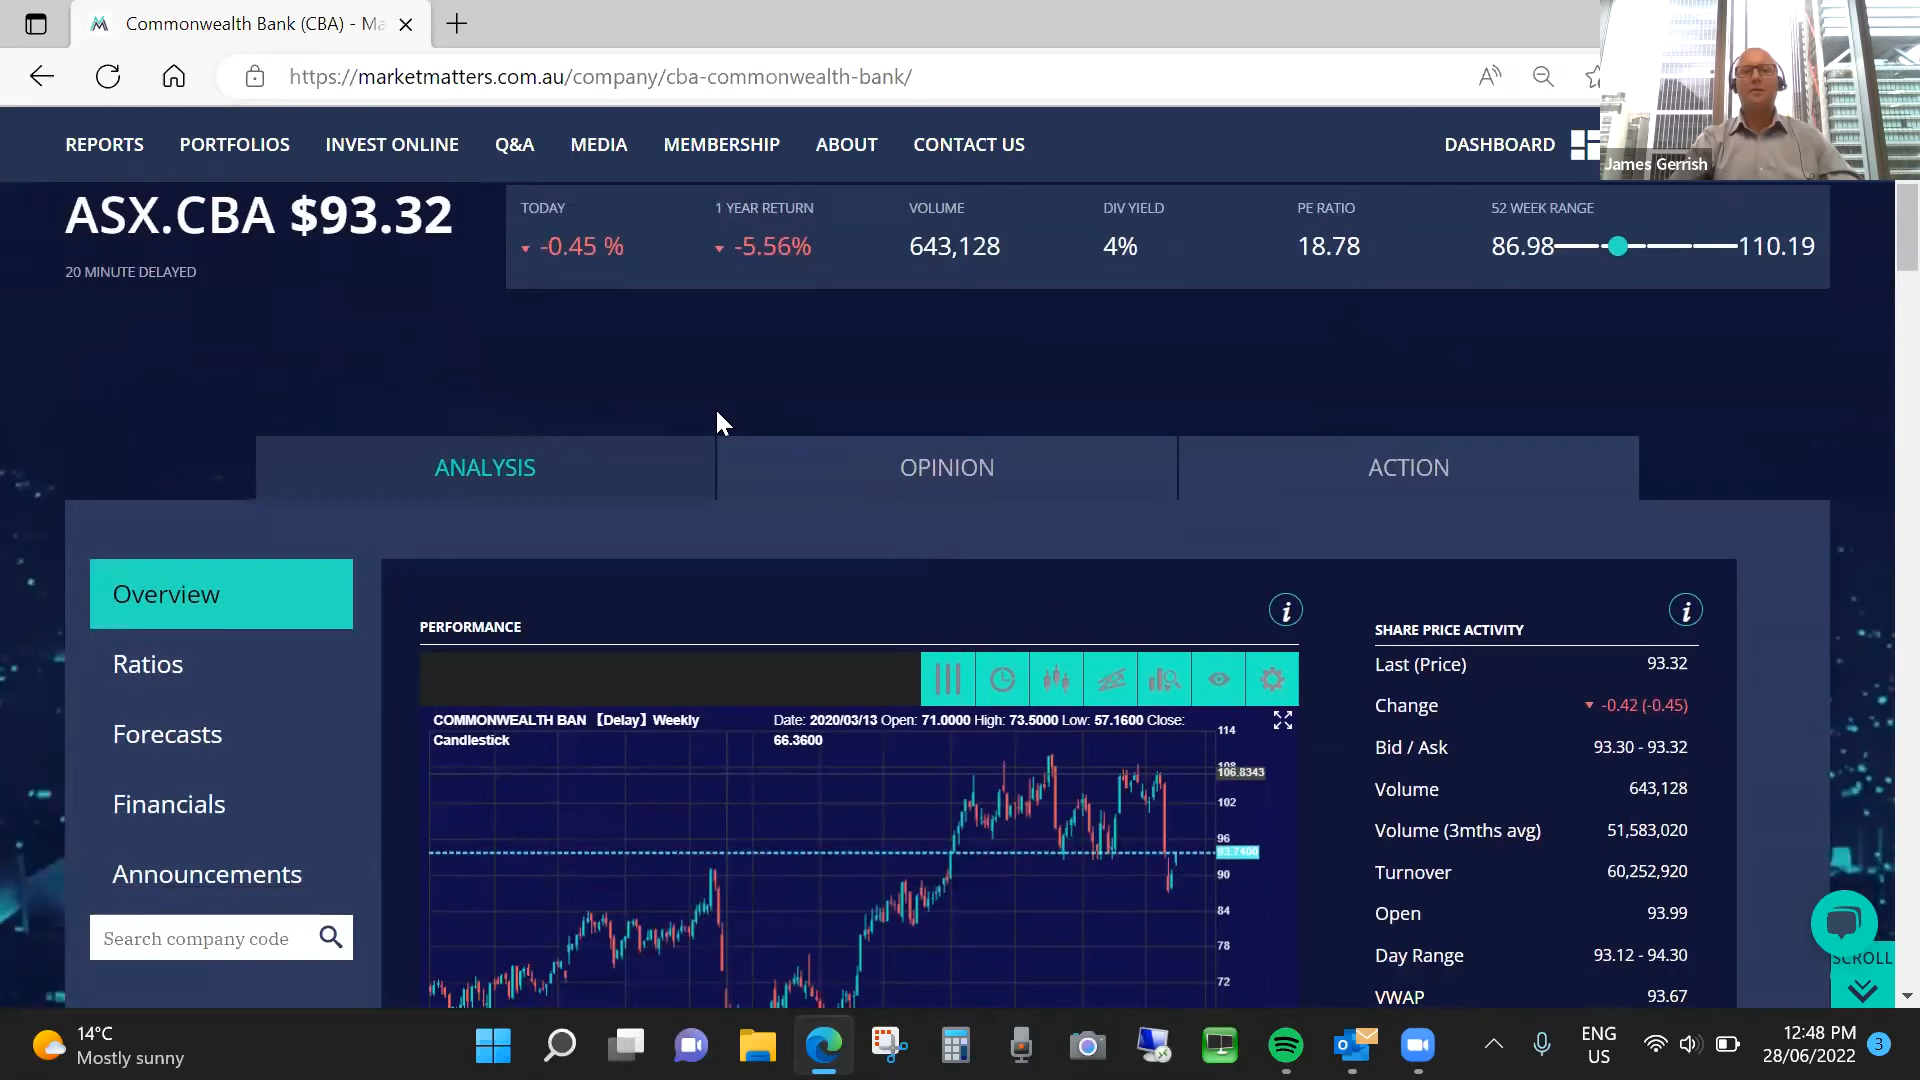 Commonwealth Bank (CBA) - Ma
https://marketmatters.com.au/company/cba-commonwealth-bank/
James Gerrish
REPORTS PORTFOLIOS INVEST ONLINE Q&A MEDIA MEMBERSHIP ABOUT CONTACT US DASHBOARD
ASX.CBA $93.32
20 MINUTE DELAYED
TODAY 1 YEAR RETURN VOLUME DIV YIELD PE RATIO 52 WEEK RANGE
-0.45 % -5.56% 643,128 4% 18.78 86.98 110.19
ANALYSIS OPINION ACTION
Overview
Ratios
Forecasts
Financials
Announcements
Search company code
PERFORMANCE
COMMONWEALTH BAN 【Delay】Weekly
Candlestick
Date: 2020/03/13 Open: 71.0000 High: 73.5000 Low: 57.1600 Close:
66.3600
114
106.8343
102
96
93.7400
90
84
78
72
SHARE PRICE ACTIVITY
Last (Price) 93.32
Change -0.42 (-0.45)
Bid / Ask 93.30 - 93.32
Volume 643,128
Volume (3mths avg) 51,583,020
Turnover 60,252,920
Open 93.99
Day Range 93.12 - 94.30
VWAP 93.67
SCROLL
14°C
Mostly sunny
ENG
US
12:48 PM
28/06/2022
3